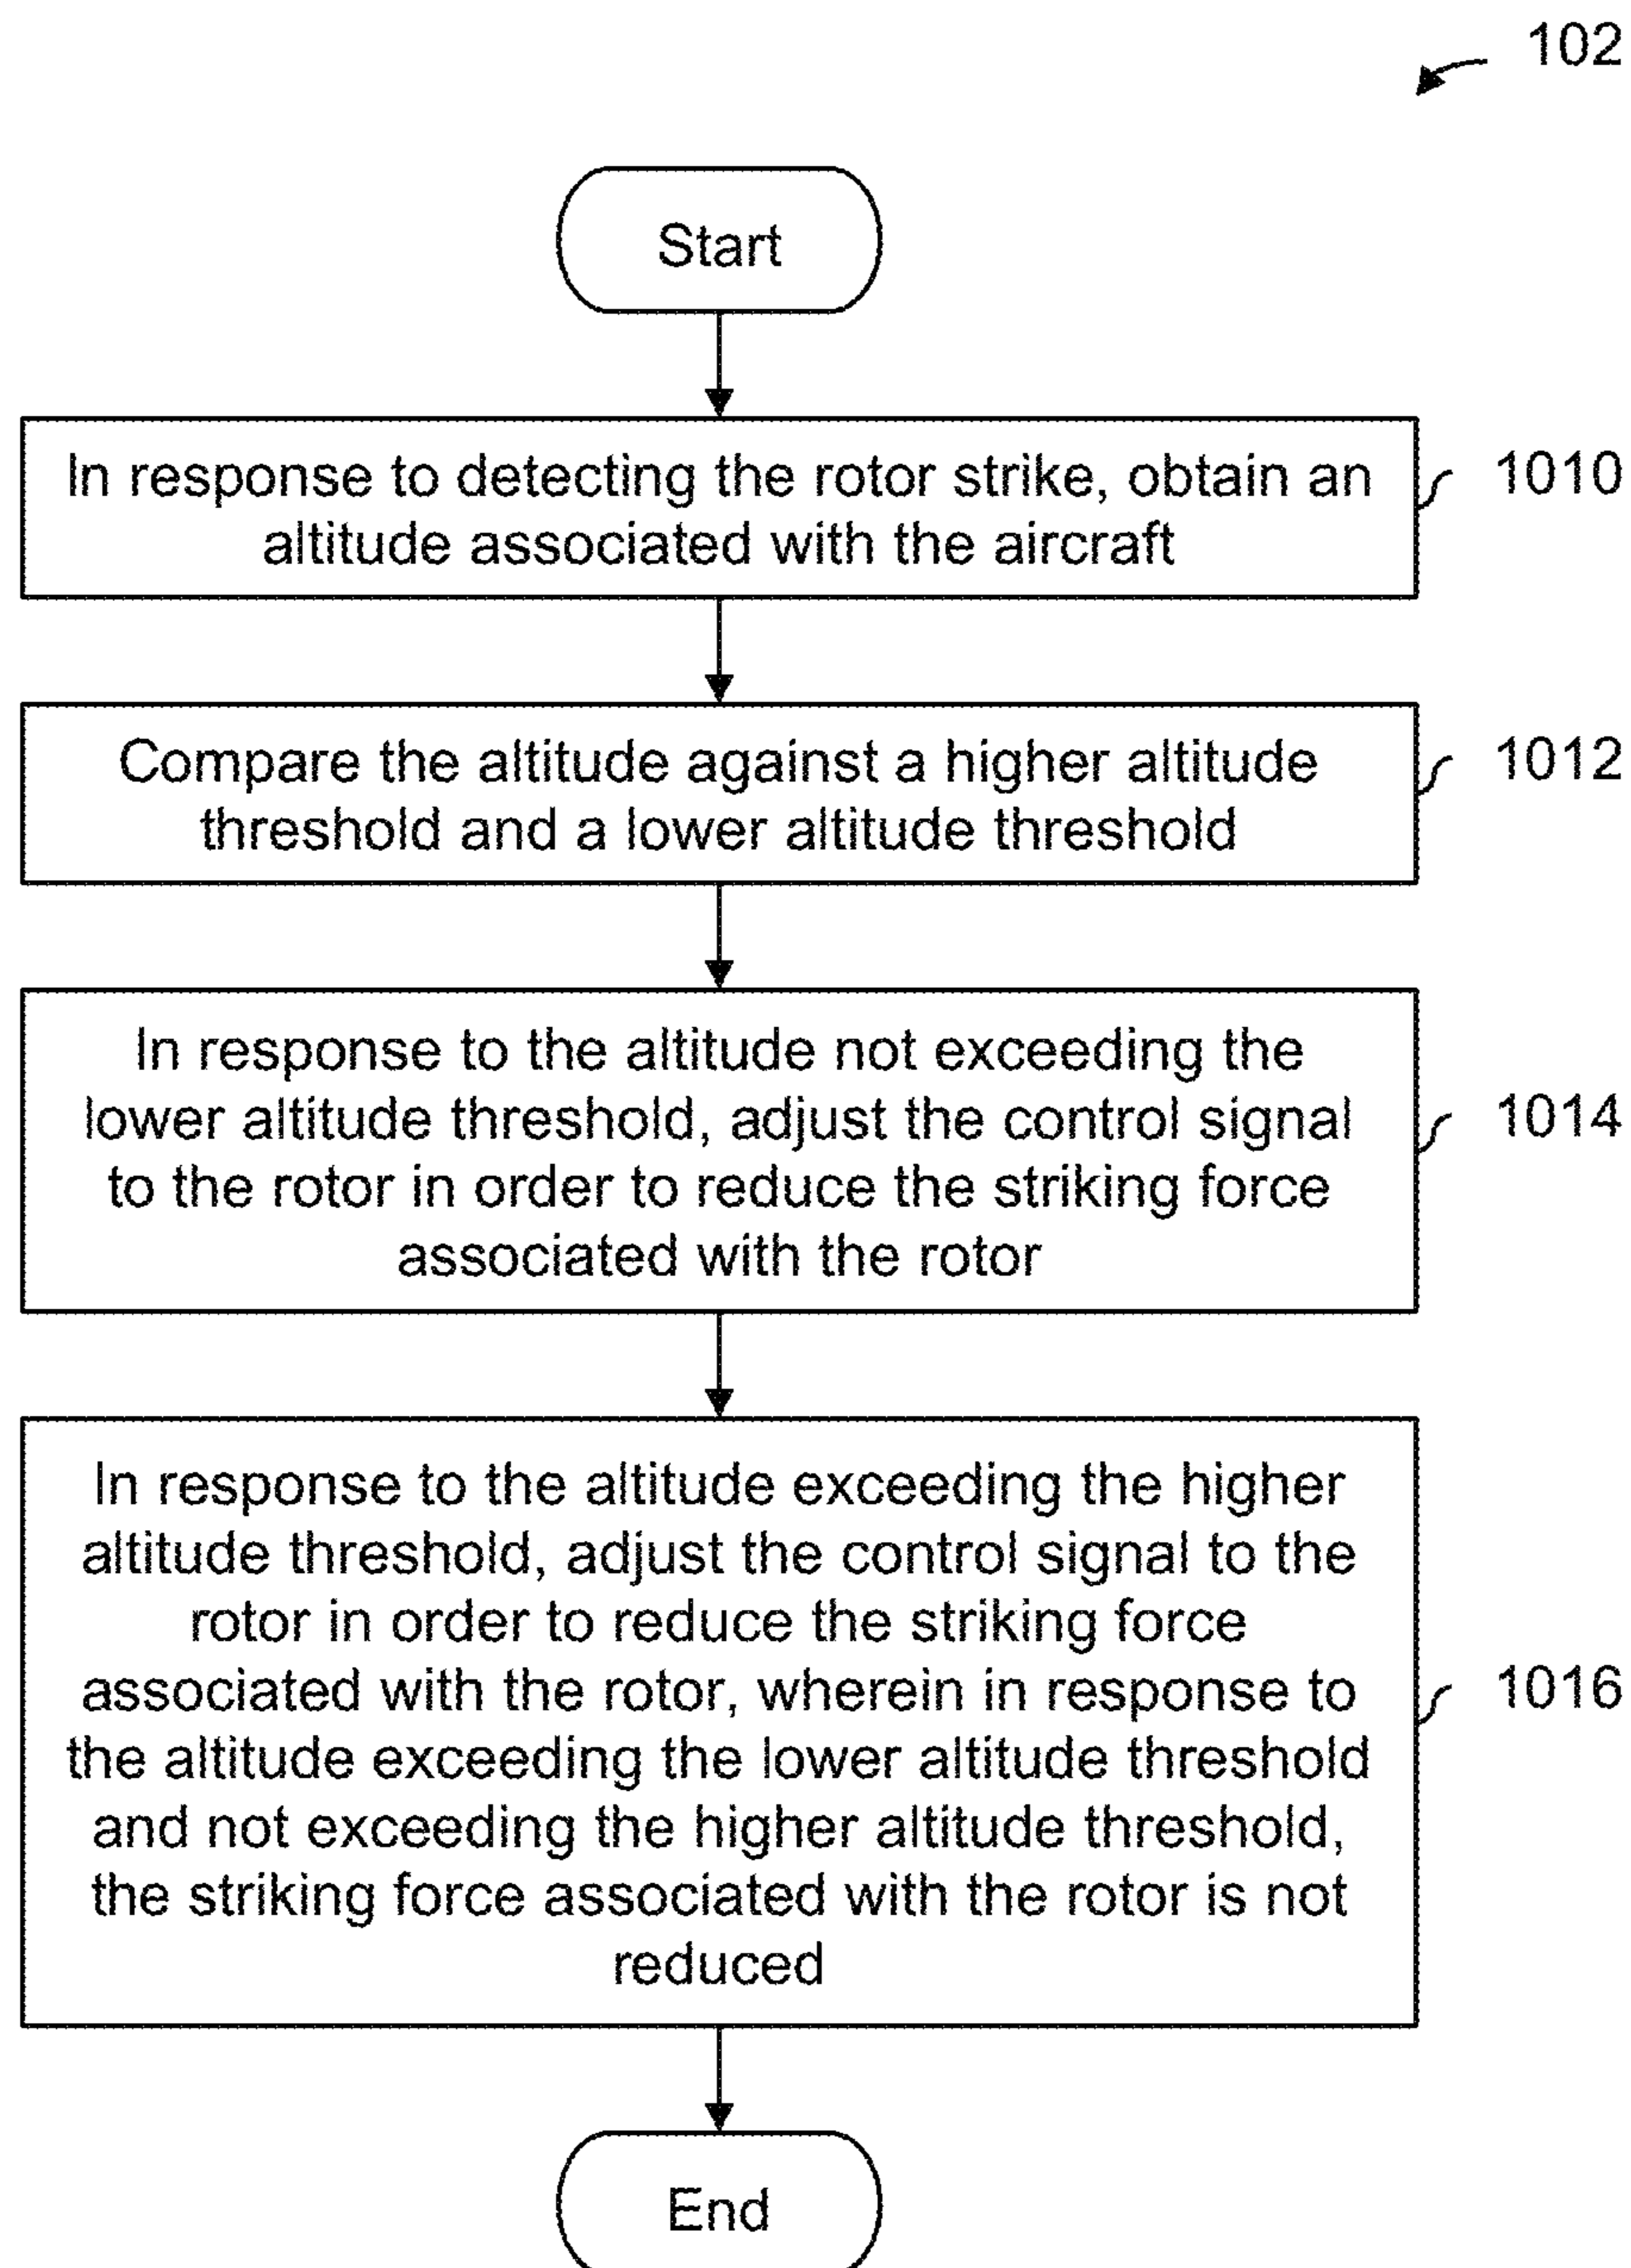 102
Start
In response to detecting the rotor strike, obtain an
altitude associated with the aircraft
1010
Compare the altitude against a higher altitude
threshold and a lower altitude threshold
1012
In response to the altitude not exceeding the
lower altitude threshold, adjust the control signal
to the rotor in order to reduce the striking force
associated with the rotor
1014
In response to the altitude exceeding the higher
altitude threshold, adjust the control signal to the
rotor in order to reduce the striking force
associated with the rotor, wherein in response to
the altitude exceeding the lower altitude threshold
and not exceeding the higher altitude threshold,
the striking force associated with the rotor is not
reduced
1016
End